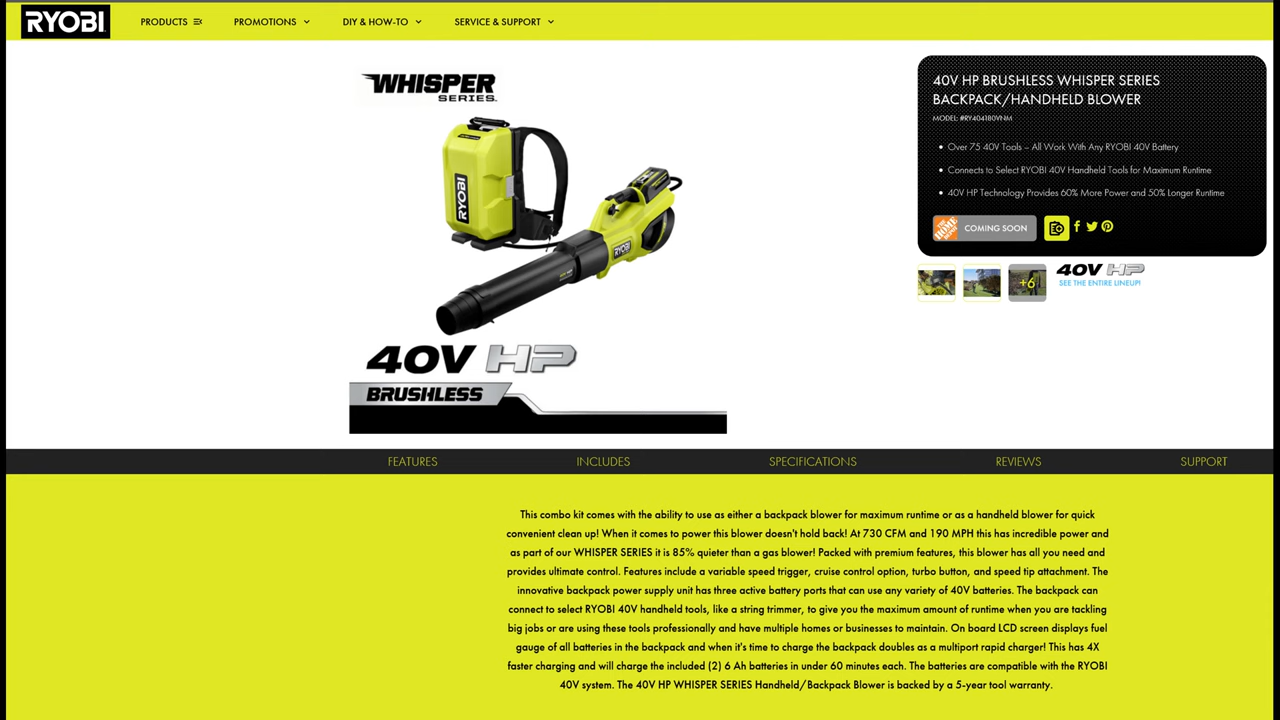 RYOBI
PRODUCTS
PROMOTIONS
DIY & HOW-TO
SERVICE & SUPPORT
WHISPER
SERIES
RYOBI
RYOBI
40V HP
BRUSHLESS
40V HP BRUSHLESS WHISPER SERIES
BACKPACK/HANDHELD BLOWER
MODEL: #RY404180VNM
Over 75 40V Tools – All Work With Any RYOBI 40V Battery
Connects to Select RYOBI 40V Handheld Tools for Maximum Runtime
40V HP Technology Provides 60% More Power and 50% Longer Runtime
THE HOME DEPOT
COMING SOON
+6
40V HP
SEE THE ENTIRE LINEUP!
FEATURES
INCLUDES
SPECIFICATIONS
REVIEWS
SUPPORT
This combo kit comes with the ability to use as either a backpack blower for maximum runtime or as a handheld blower for quick
convenient clean up! When it comes to power this blower doesn't hold back! At 730 CFM and 190 MPH this has incredible power and
as part of our WHISPER SERIES it is 85% quieter than a gas blower! Packed with premium features, this blower has all you need and
provides ultimate control. Features include a variable speed trigger, cruise control option, turbo button, and speed tip attachment. The
innovative backpack power supply unit has three active battery ports that can use any variety of 40V batteries. The backpack can
connect to select RYOBI 40V handheld tools, like a string trimmer, to give you the maximum amount of runtime when you are tackling
big jobs or are using these tools professionally and have multiple homes or businesses to maintain. On board LCD screen displays fuel
gauge of all batteries in the backpack and when it's time to charge the backpack doubles as a multiport rapid charger! This has 4X
faster charging and will charge the included (2) 6 Ah batteries in under 60 minutes each. The batteries are compatible with the RYOBI
40V system. The 40V HP WHISPER SERIES Handheld/Backpack Blower is backed by a 5-year tool warranty.